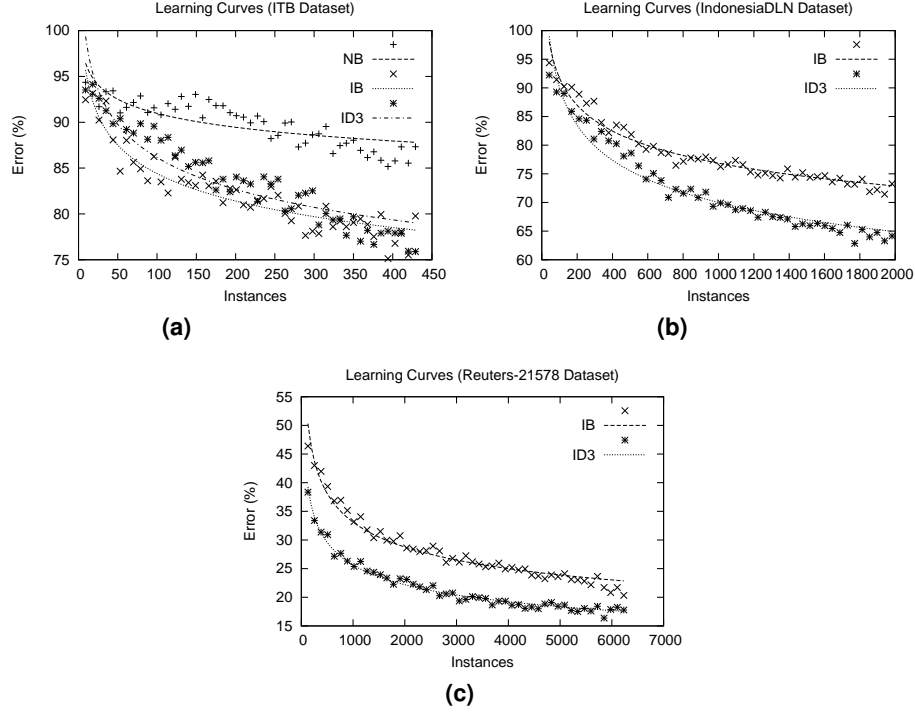 Learning Curves (ITB Dataset)
100
95
90
85
80
75
Error (%)
NB
IB
ID3
0 50 100 150 200 250 300 350 400 450
Instances
(a)
Learning Curves (IndonesiaDLN Dataset)
100
95
90
85
80
75
70
65
60
Error (%)
IB
ID3
0 200 400 600 800 1000 1200 1400 1600 1800 2000
Instances
(b)
Learning Curves (Reuters-21578 Dataset)
55
50
45
40
35
30
25
20
15
Error (%)
IB
ID3
0 1000 2000 3000 4000 5000 6000 7000
Instances
(c)